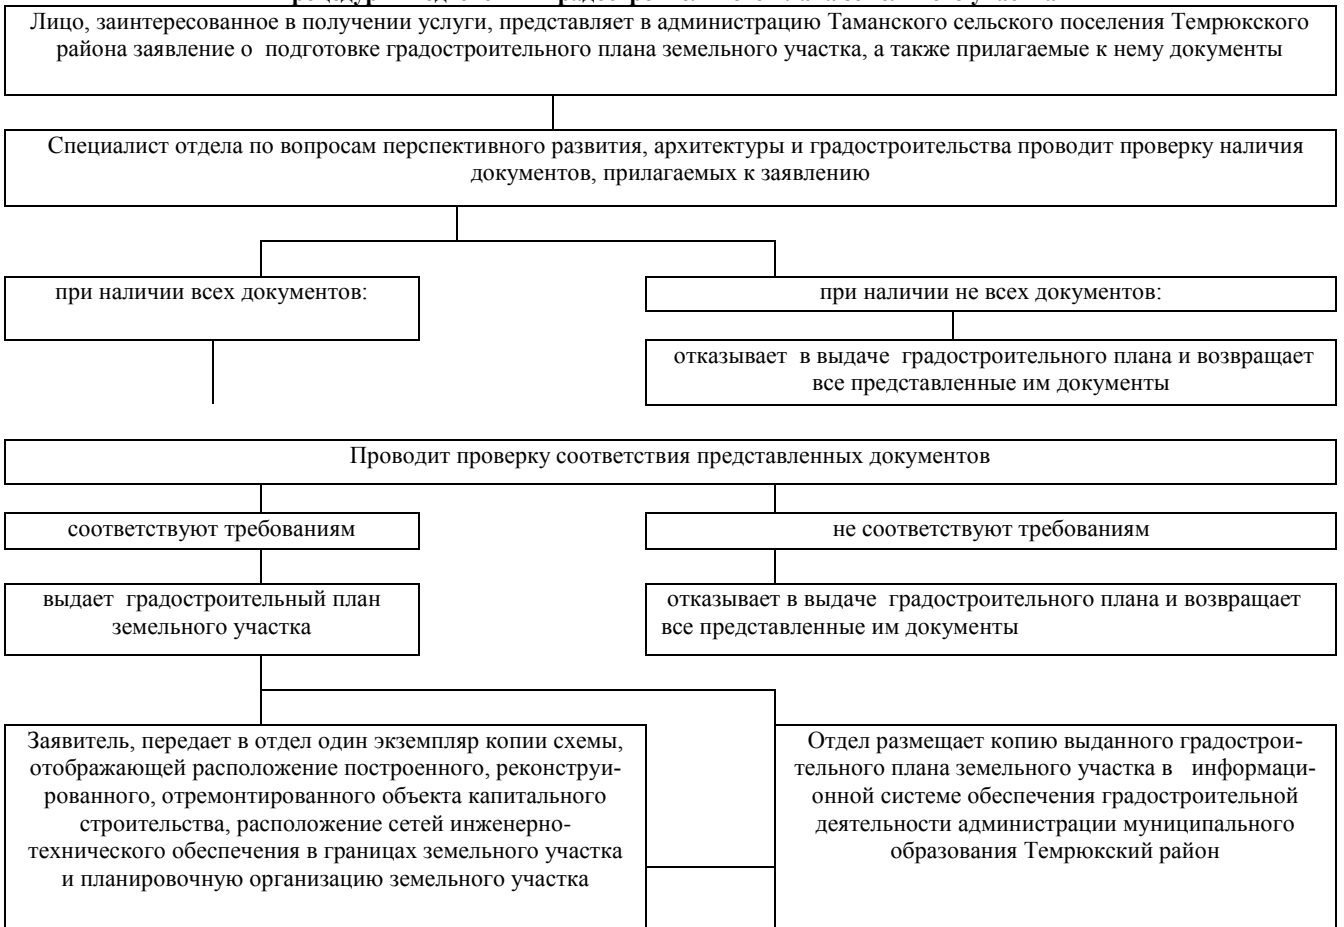 Лицо, заинтересованное в получении услуги, представляет в администрацию Таманского сельского поселения Темрюкского
района заявление о подготовке градостроительного плана земельного участка, а также прилагаемые к нему документы
Специалист отдела по вопросам перспективного развития, архитектуры и градостроительства проводит проверку наличия
документов, прилагаемых к заявлению
при наличии всех документов:
при наличии не всех документов:
отказывает в выдаче градостроительного плана и возвращает
все представленные им документы
Проводит проверку соответствия представленных документов
соответствуют требованиям
не соответствуют требованиям
выдает градостроительный план
земельного участка
отказывает в выдаче градостроительного плана и возвращает
все представленные им документы
Заявитель, передает в отдел один экземпляр копии схемы,
отображающей расположение построенного, реконструи-
рованного, отремонтированного объекта капитального
строительства, расположение сетей инженерно-
технического обеспечения в границах земельного участка
и планировочную организацию земельного участка
Отдел размещает копию выданного градострои-
тельного плана земельного участка в информаци-
онной системе обеспечения градостроительной
деятельности администрации муниципального
образования Темрюкский район